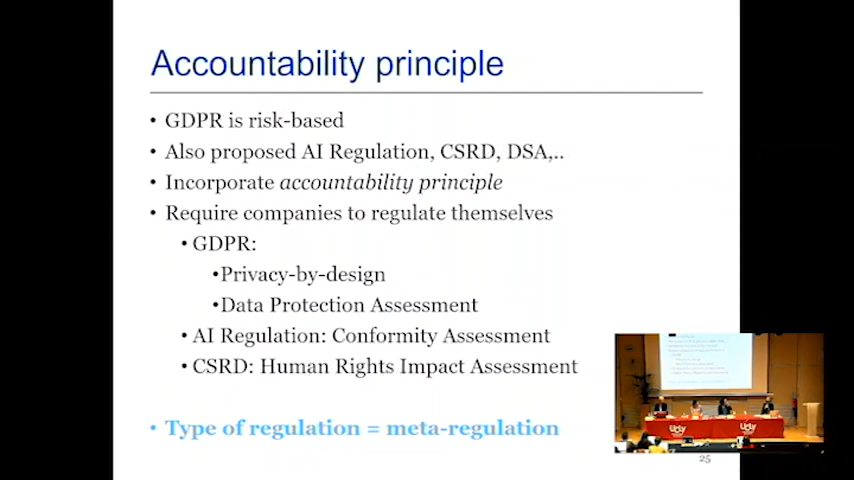 Accountability principle
• GDPR is risk-based
• Also proposed AI Regulation, CSRD, DSA,..
• Incorporate accountability principle
• Require companies to regulate themselves
• GDPR:
•Privacy-by-design
•Data Protection Assessment
• AI Regulation: Conformity Assessment
• CSRD: Human Rights Impact Assessment
• Type of regulation = meta-regulation
25